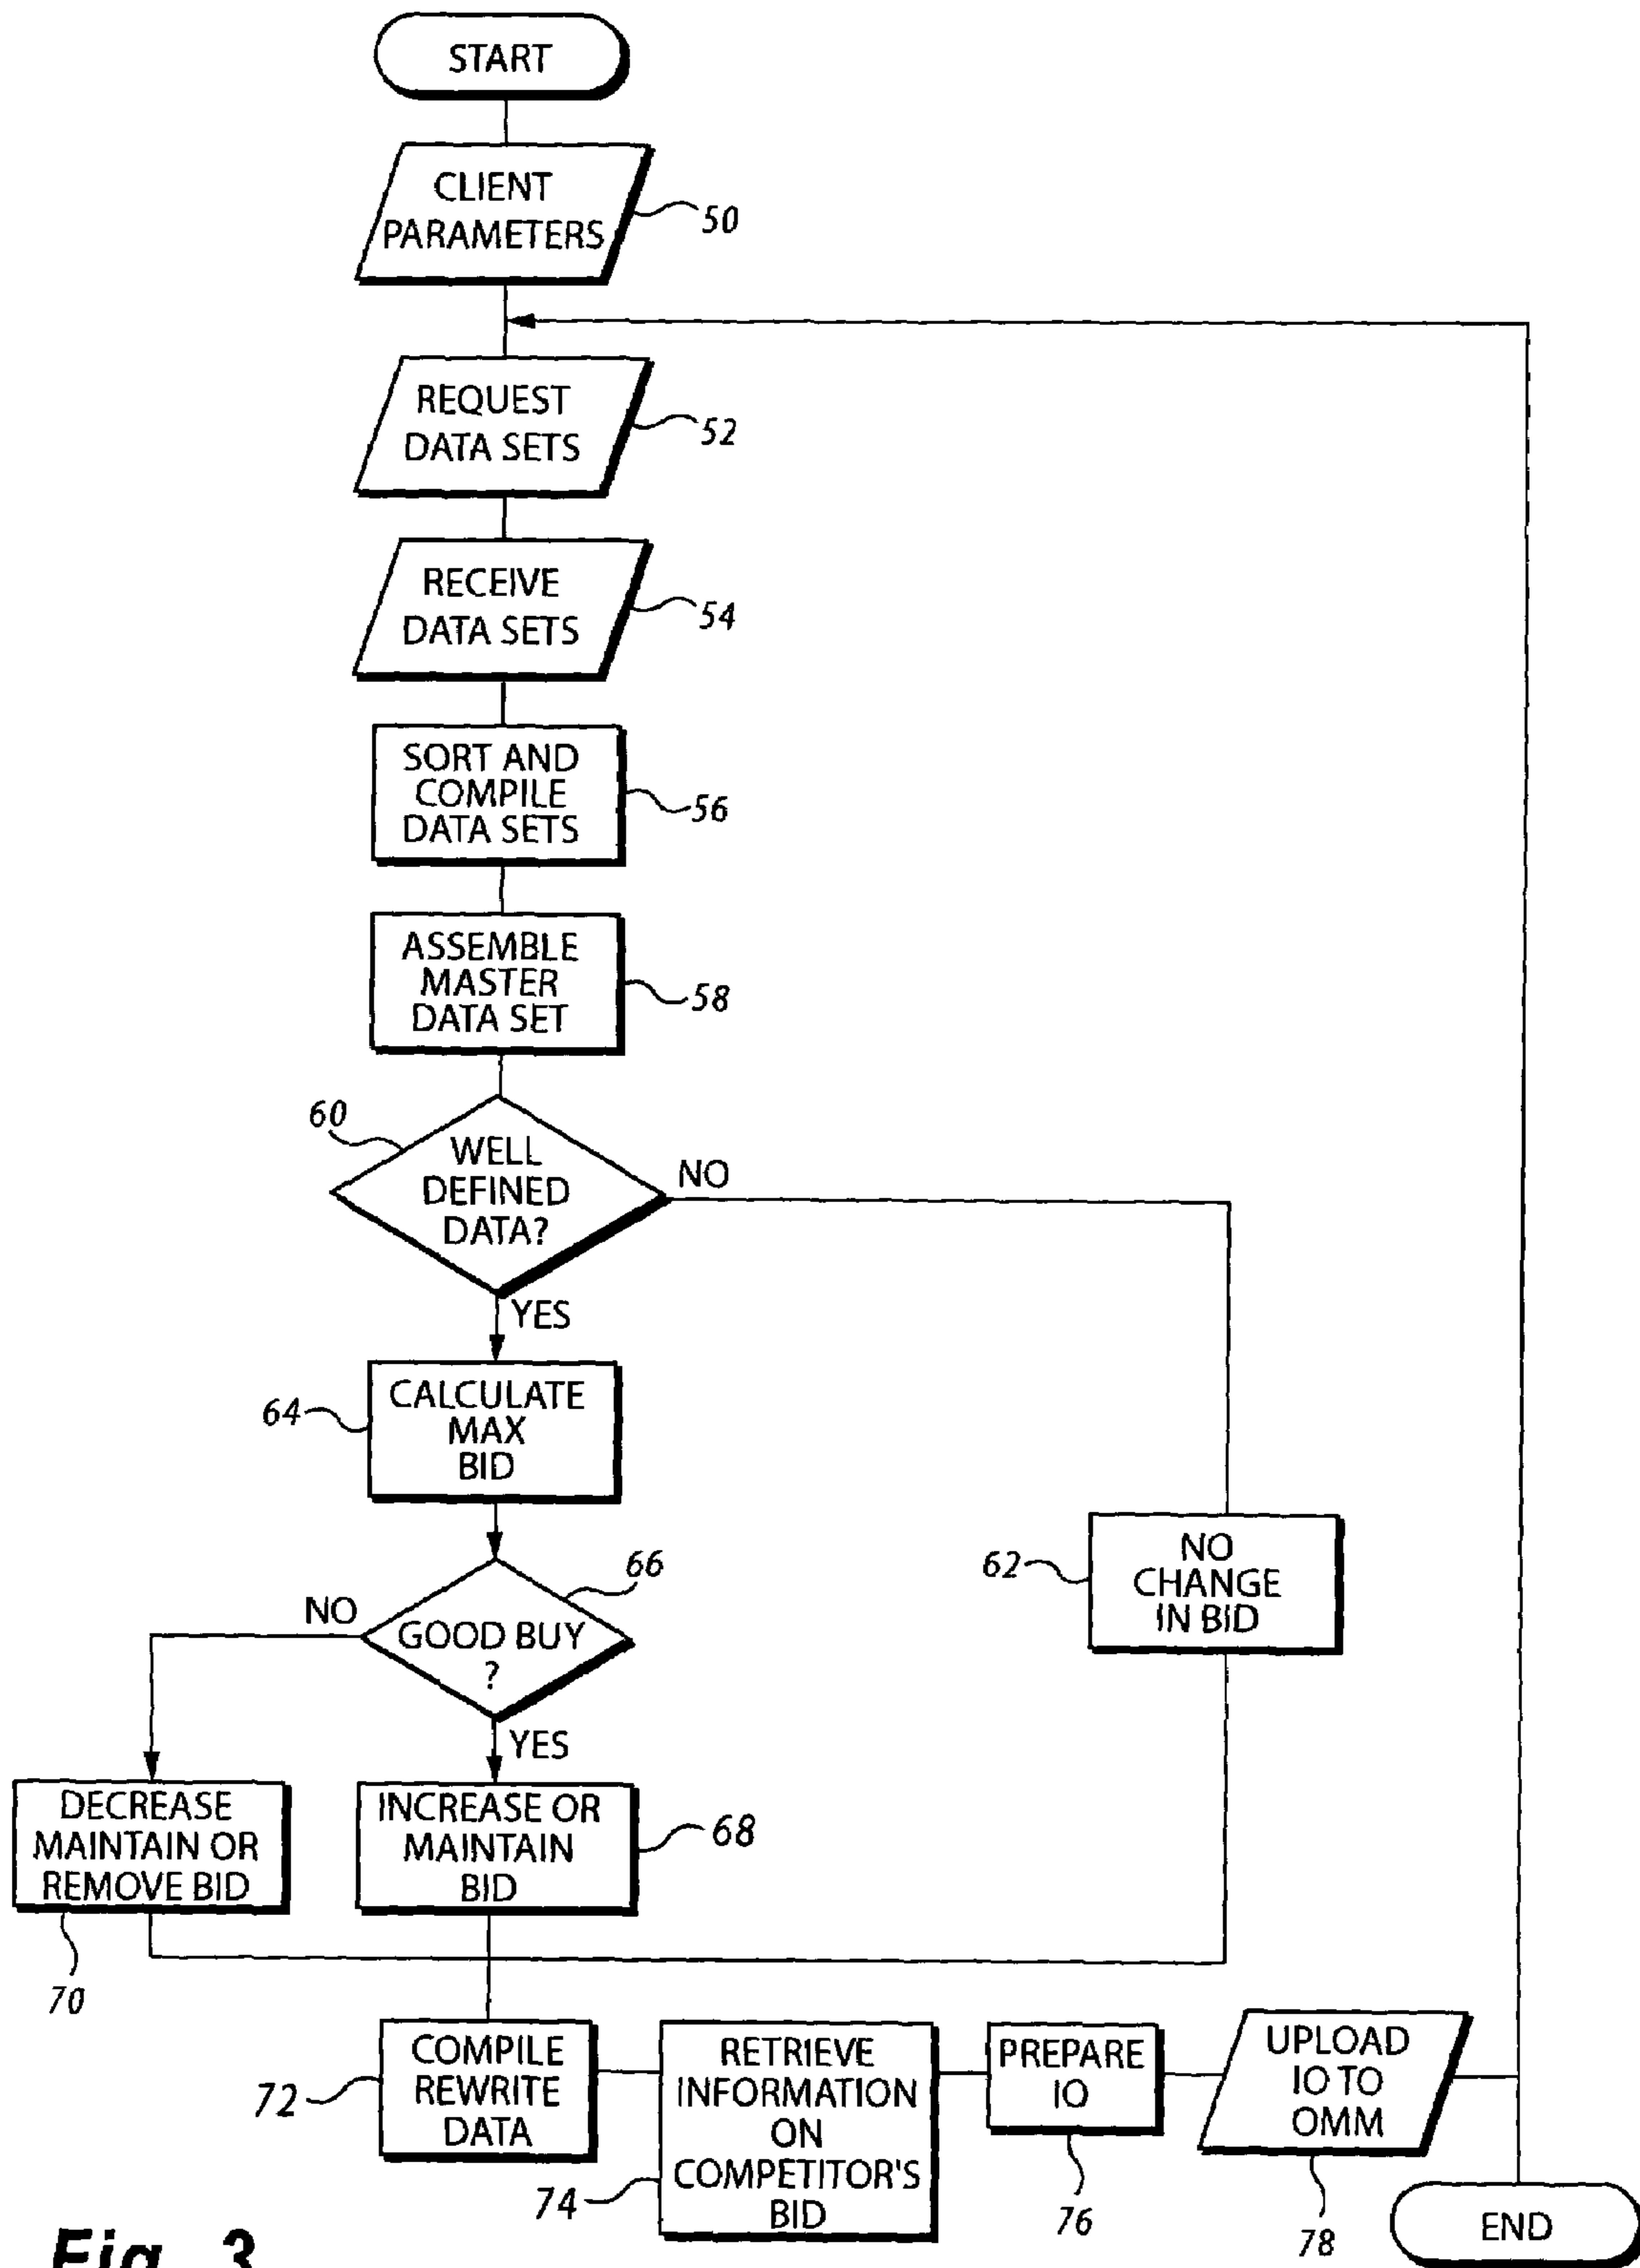 START
CLIENT
PARAMETERS
50
REQUEST
DATA SETS
52
RECEIVE
DATA SETS
54
SORT AND
COMPILE
DATA SETS
56
ASSEMBLE
MASTER
DATA SET
58
60
WELL
DEFINED
DATA?
NO
YES
64
CALCULATE
MAX
BID
66
NO
GOOD BUY
?
YES
62
NO
CHANGE
IN BID
DECREASE
MAINTAIN OR
REMOVE BID
70
INCREASE OR
MAINTAIN
BID
68
72
COMPILE
REWRITE
DATA
74
RETRIEVE
INFORMATION
ON
COMPETITOR'S
BID
PREPARE
IO
76
UPLOAD
IO TO
OMM
78
END
Fig. 3